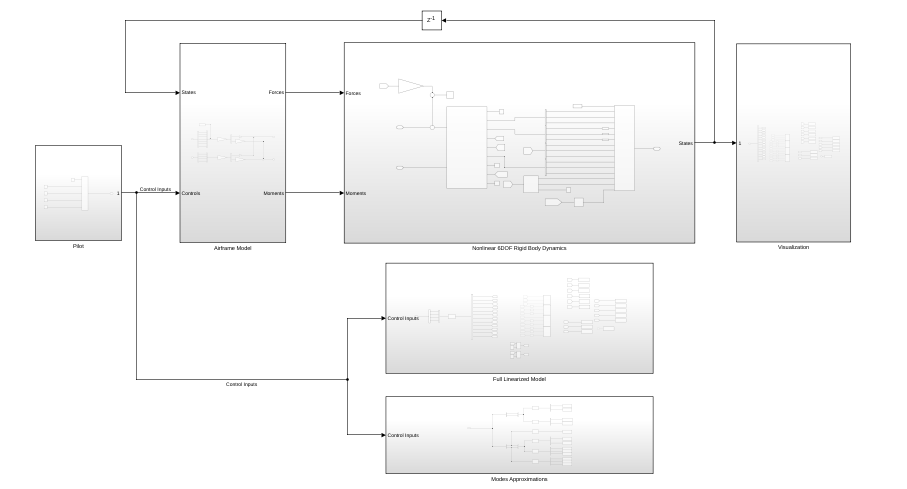 Z-1
States
Forces
Forces
States
1
Controls
Moments
Moments
1
Control Inputs
Pilot
Airframe Model
Nonlinear 6DOF Rigid Body Dynamics
Visualization
Control Inputs
Full Linearized Model
Control Inputs
Control Inputs
Modes Approximations